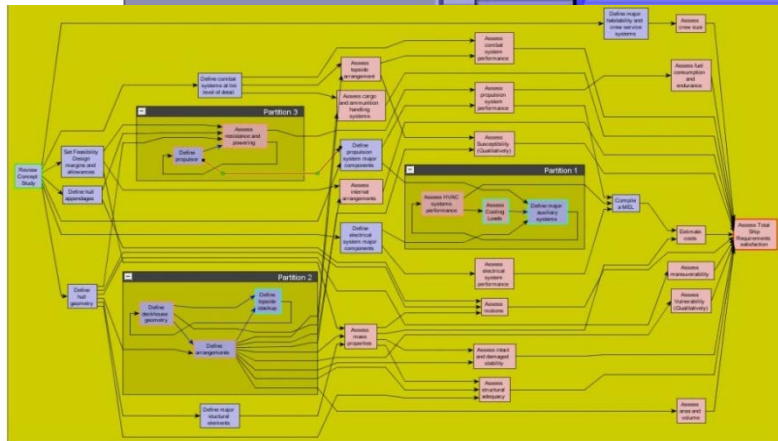 Define major
habitability and
crew service
systems
Assess
crew size
Assess
combat
system
performance
Assess
topside
arrangement
Assess fuel
consumption
and
endurance
Define combat
systems at list
level of detail
Assess cargo
and ammunition
handling
systems
Assess
propulsion
system
performance
Partition 3
Assess
resistance and
powering
Define
propulsor
Set Feasibility
Design
margins and
allowances
Define
propulsion
system major
components
Assess
Susceptibility
(Qualitatively)
Review
Concept
Study
Define hull
appendages
Assess
internal
arrangements
Partition 1
Assess HVAC
systems
performance
Assess
Cooling
Loads
Define major
auxiliary
systems
Compile
a MEL
Define
electrical
system major
components
Estimate
costs
Assess Total
Ship
Requirements
satisfaction
Partition 2
Assess
electrical
system
performance
Assess
maneuverability
Define
hull
geometry
Define
deckhouse
geometry
Define
topside
stackup
Assess
motions
Assess
Vulnerability
(Qualitatively)
Define
arrangements
Assess
mass
properties
Assess intact
and damaged
stability
Assess
structural
adequacy
Define major
structural
elements
Assess
area and
volume